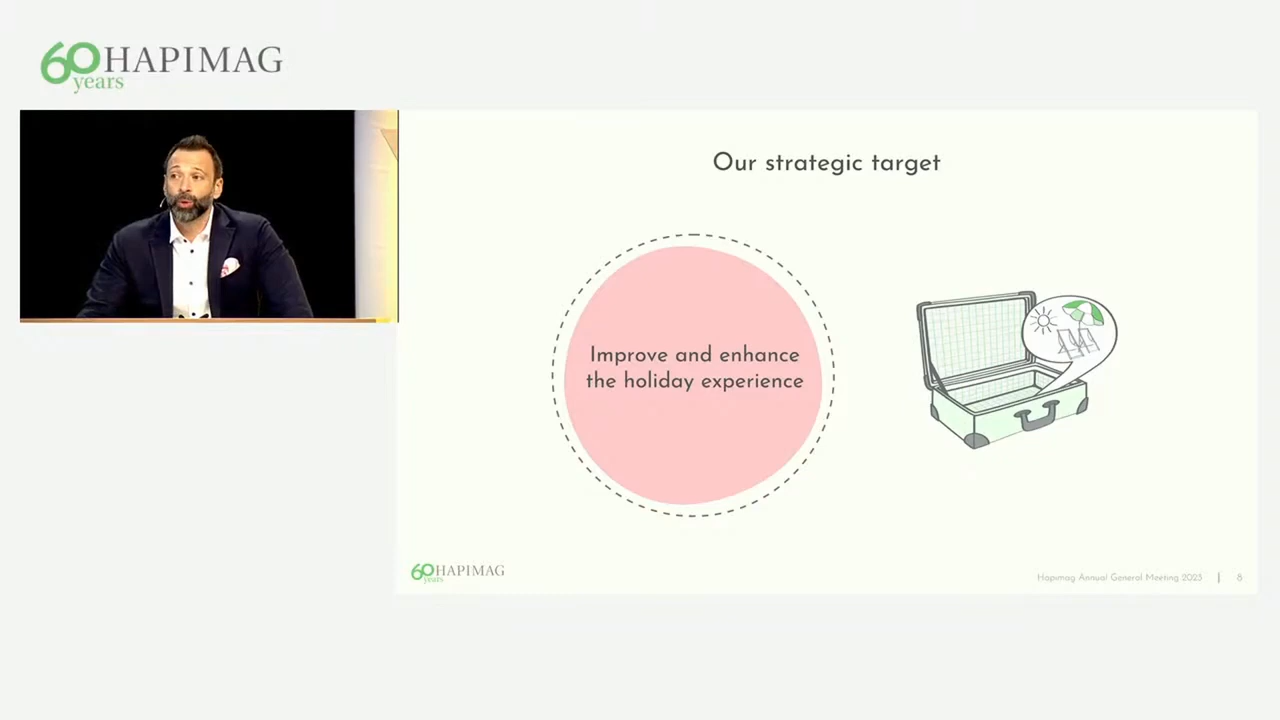 60 HAPIMAG
years
Our strategic target
Improve and enhance
the holiday experience
60 HAPIMAG
years
Hapimag Annual General Meeting 2023 | 8